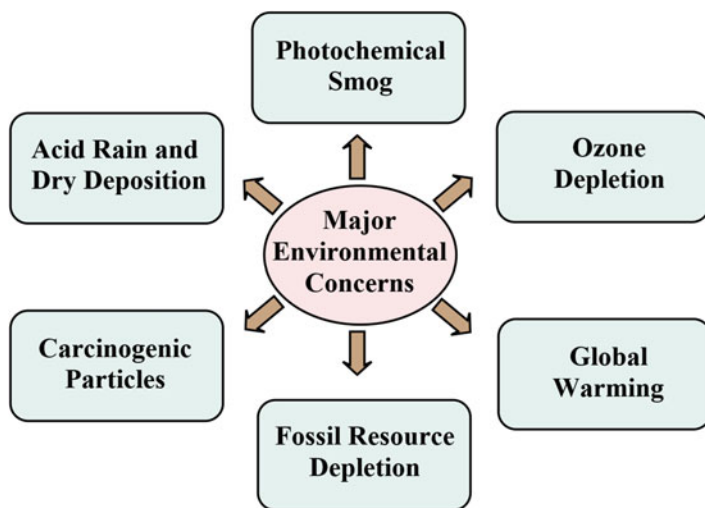 Photochemical
Smog
Acid Rain and
Dry Deposition
Ozone
Depletion
Major
Environmental
Concerns
Carcinogenic
Particles
Global
Warming
Fossil Resource
Depletion